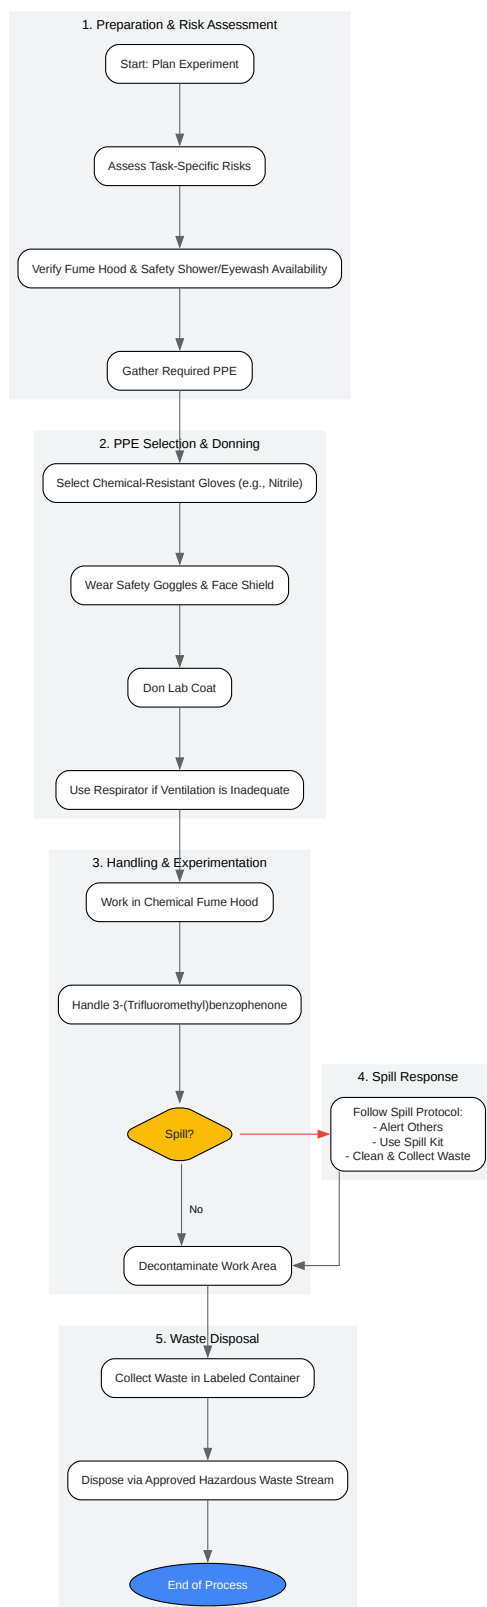 1. Preparation & Risk Assessment
Start: Plan Experiment
Assess Task-Specific Risks
Verify Fume Hood & Safety Shower/Eyewash Availability
Gather Required PPE
2. PPE Selection & Donning
Select Chemical-Resistant Gloves (e.g., Nitrile)
Wear Safety Goggles & Face Shield
Don Lab Coat
Use Respirator if Ventilation is Inadequate
3. Handling & Experimentation
Work in Chemical Fume Hood
Handle 3-(Trifluoromethyl)benzophenone
Spill?
4. Spill Response
Follow Spill Protocol:
- Alert Others
- Use Spill Kit
- Clean & Collect Waste
No
Decontaminate Work Area
5. Waste Disposal
Collect Waste in Labeled Container
Dispose via Approved Hazardous Waste Stream
End of Process